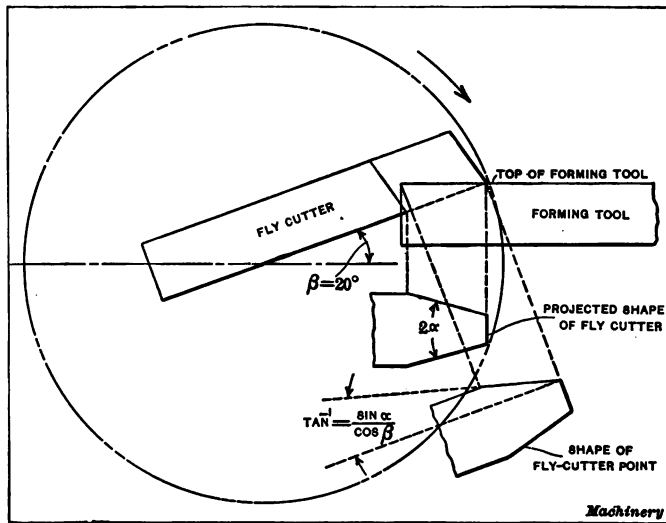 TOP OF FORMING TOOL
FORMING TOOL
FLY CUTTER
β=20°
PROJECTED SHAPE
OF FLY CUTTER
2α
TAN⁻¹ = SIN α / COS β
SHAPE OF
FLY-CUTTER POINT
Machinery